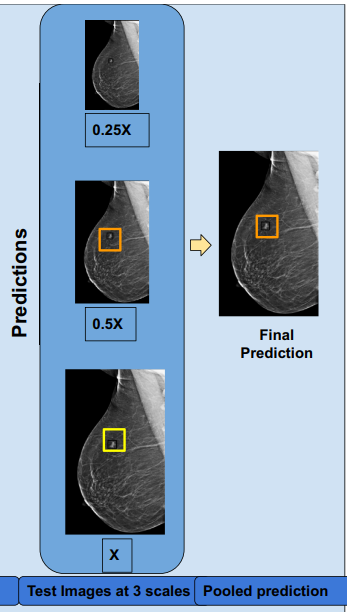 Predictions
0.25X
0.5X
X
Final
Prediction
Test Images at 3 scales
Pooled prediction